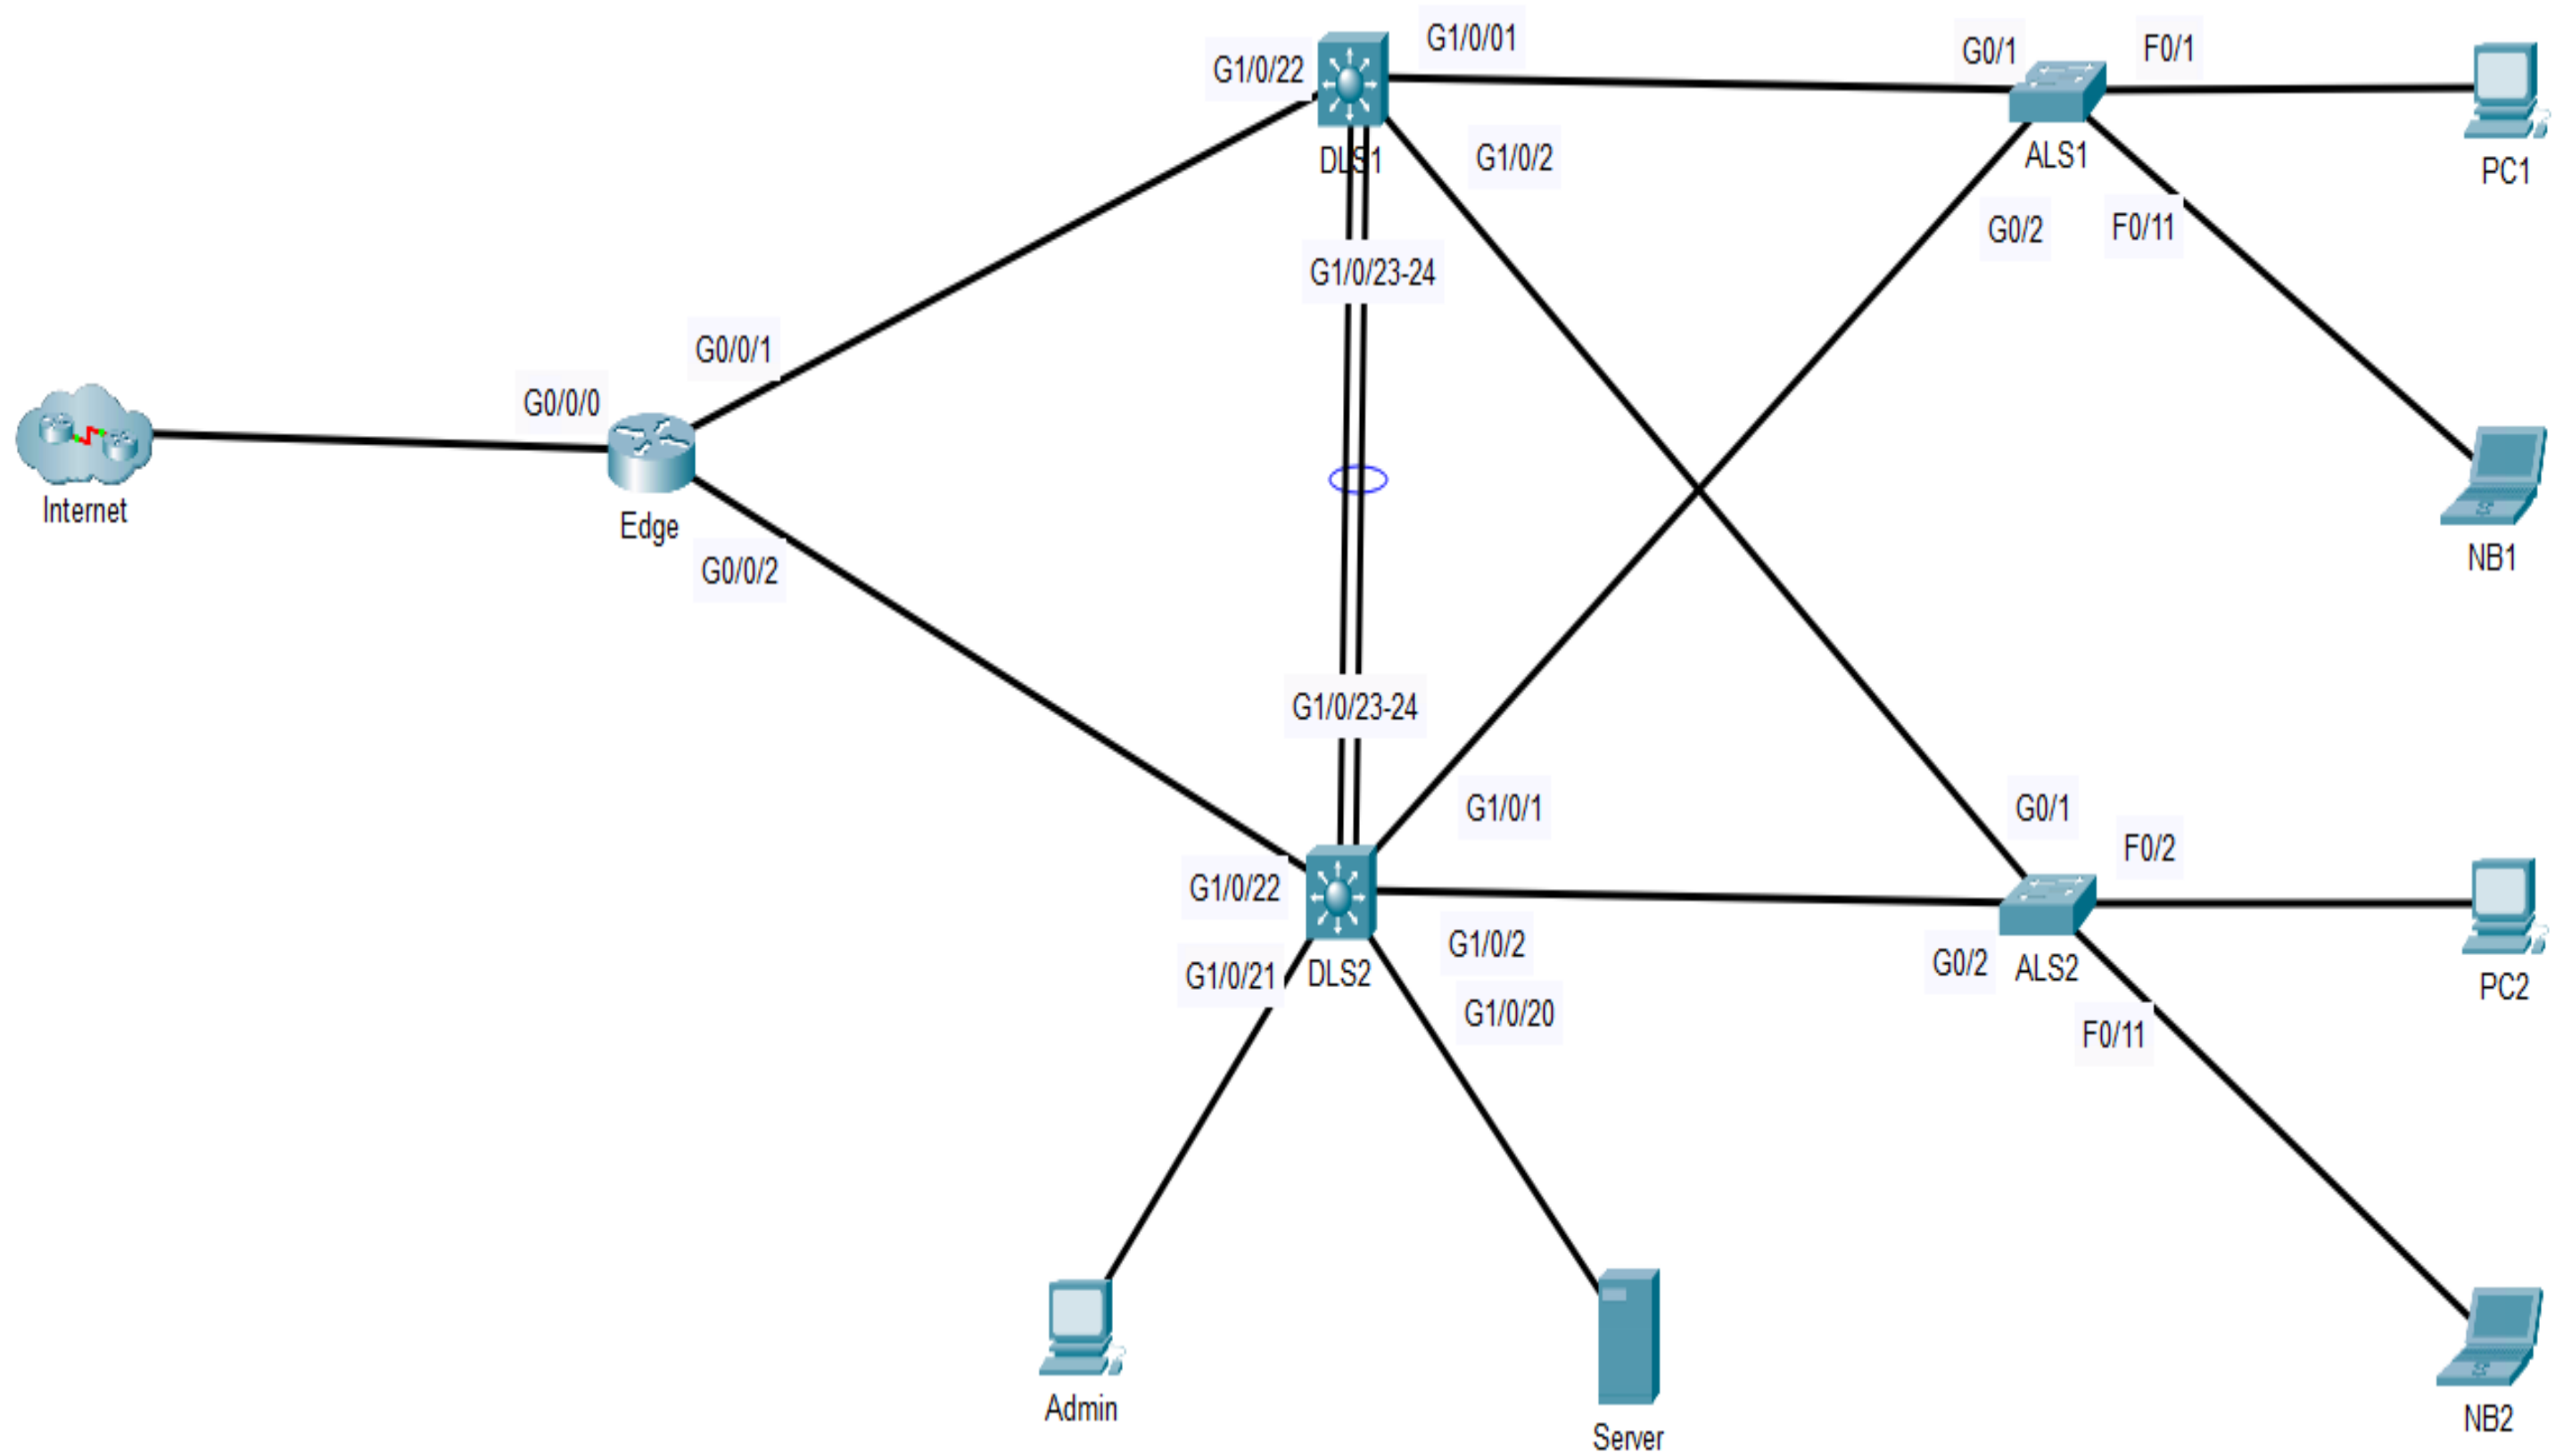 G1/0/01
G1/0/22
G0/1
F0/1
DLS1
G1/0/2
ALS1
PC1
G0/2
F0/11
G1/0/23-24
G0/0/1
G0/0/0
Internet
Edge
G0/0/2
NB1
G1/0/23-24
G1/0/1
G0/1
F0/2
G1/0/22
G1/0/2
G1/0/21
DLS2
G0/2
ALS2
PC2
G1/0/20
F0/11
Admin
Server
NB2